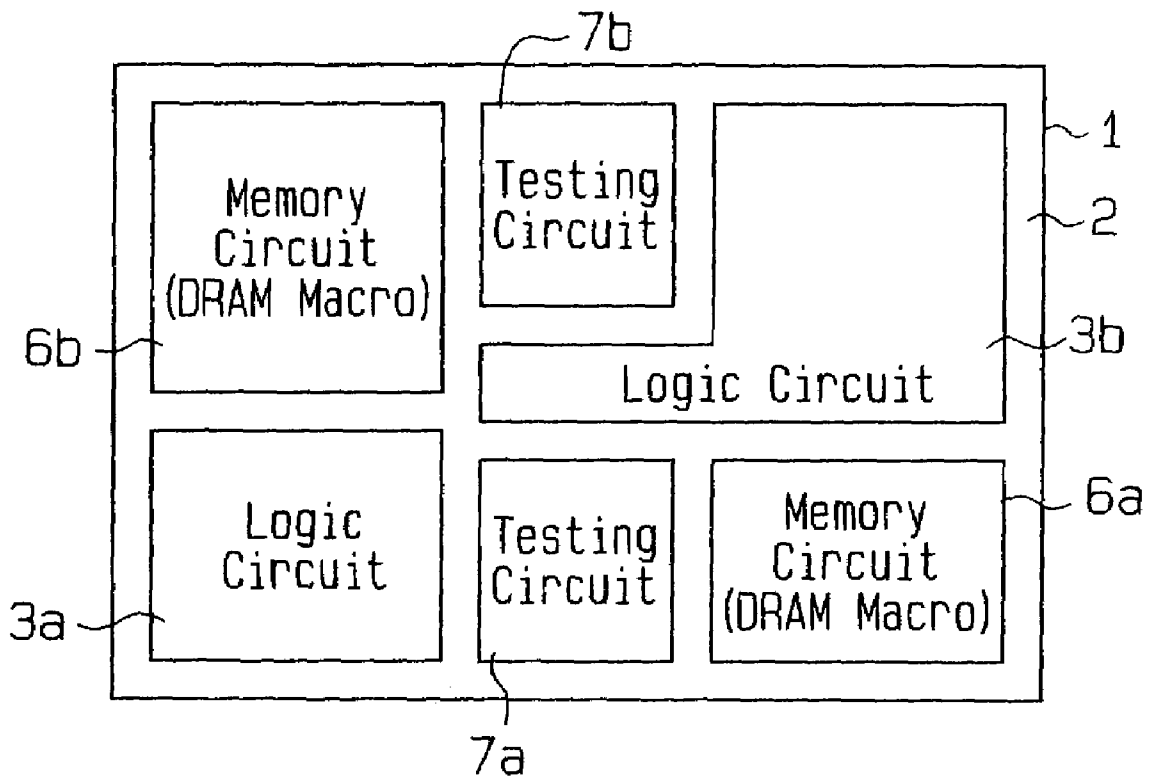 7b
1
2
Memory
Circuit
(DRAM Macro)
Testing
Circuit
6b
3b
Logic Circuit
Logic
Circuit
Testing
Circuit
Memory
Circuit
(DRAM Macro)
6a
3a
7a